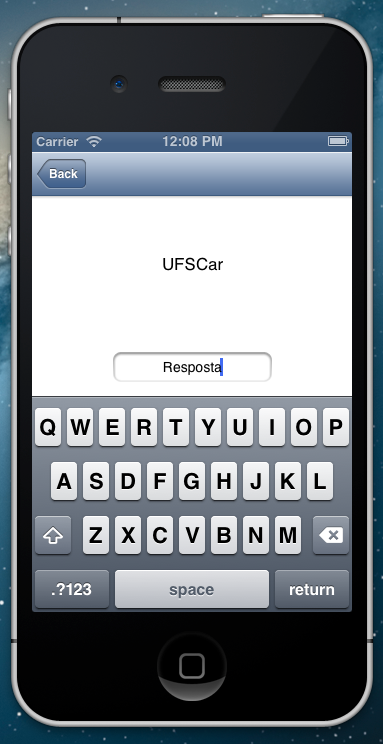 Carrier 12:08 PM
Back
UFSCar
Resposta
Q W E R T Y U I O P
A S D F G H J K L
Z X C V B N M
.?123 space return